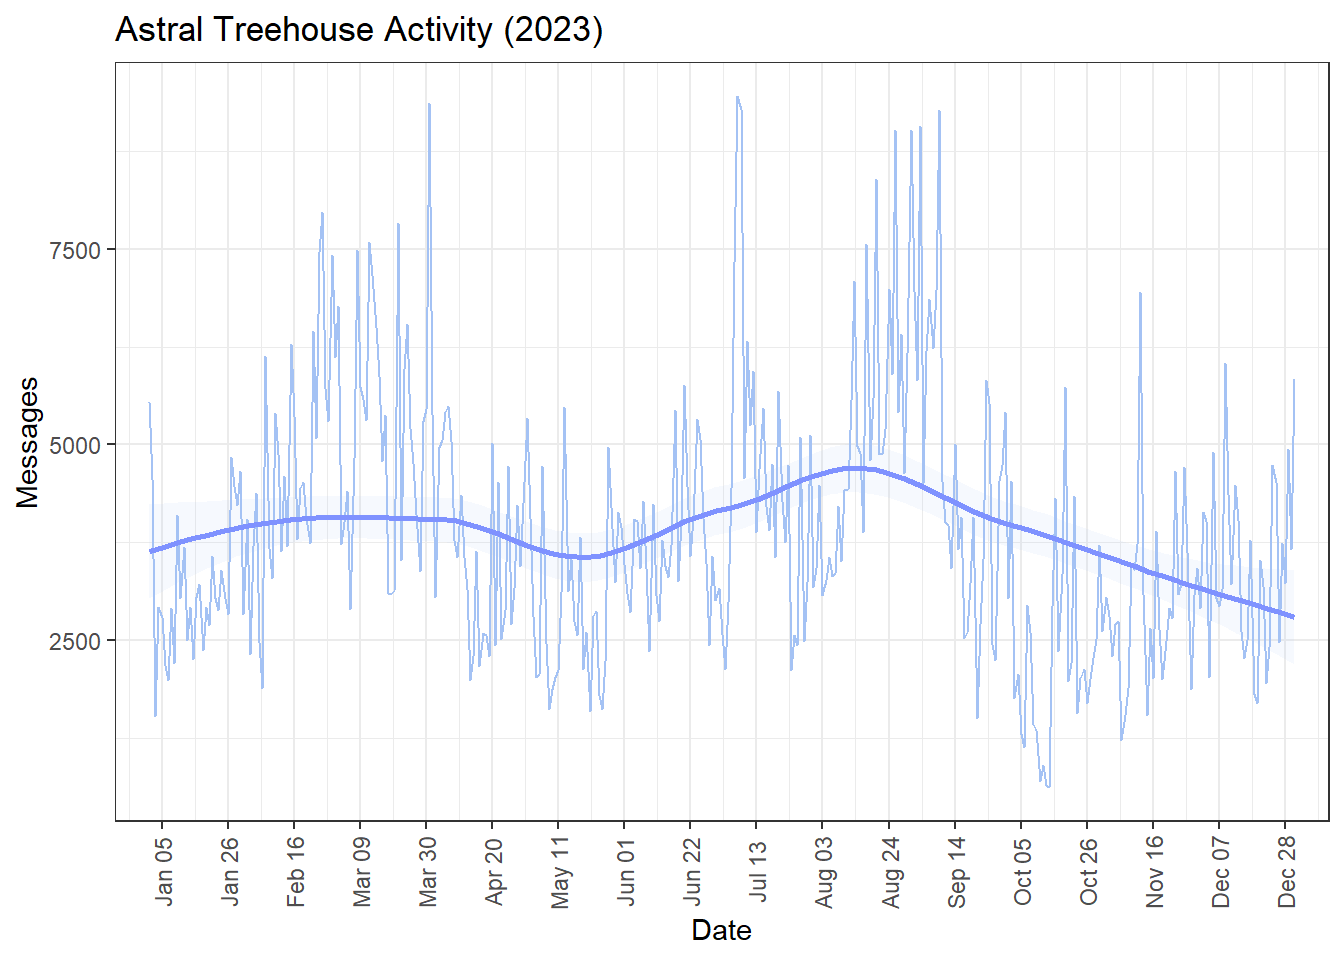 Astral Treehouse Activity (2023)
Messages
7500
5000
2500
Jan 05
Jan 26
Feb 16
Mar 09
Mar 30
Apr 20
May 11
Jun 01
Jun 22
Jul 13
Aug 03
Aug 24
Sep 14
Oct 05
Oct 26
Nov 16
Dec 07
Dec 28
Date